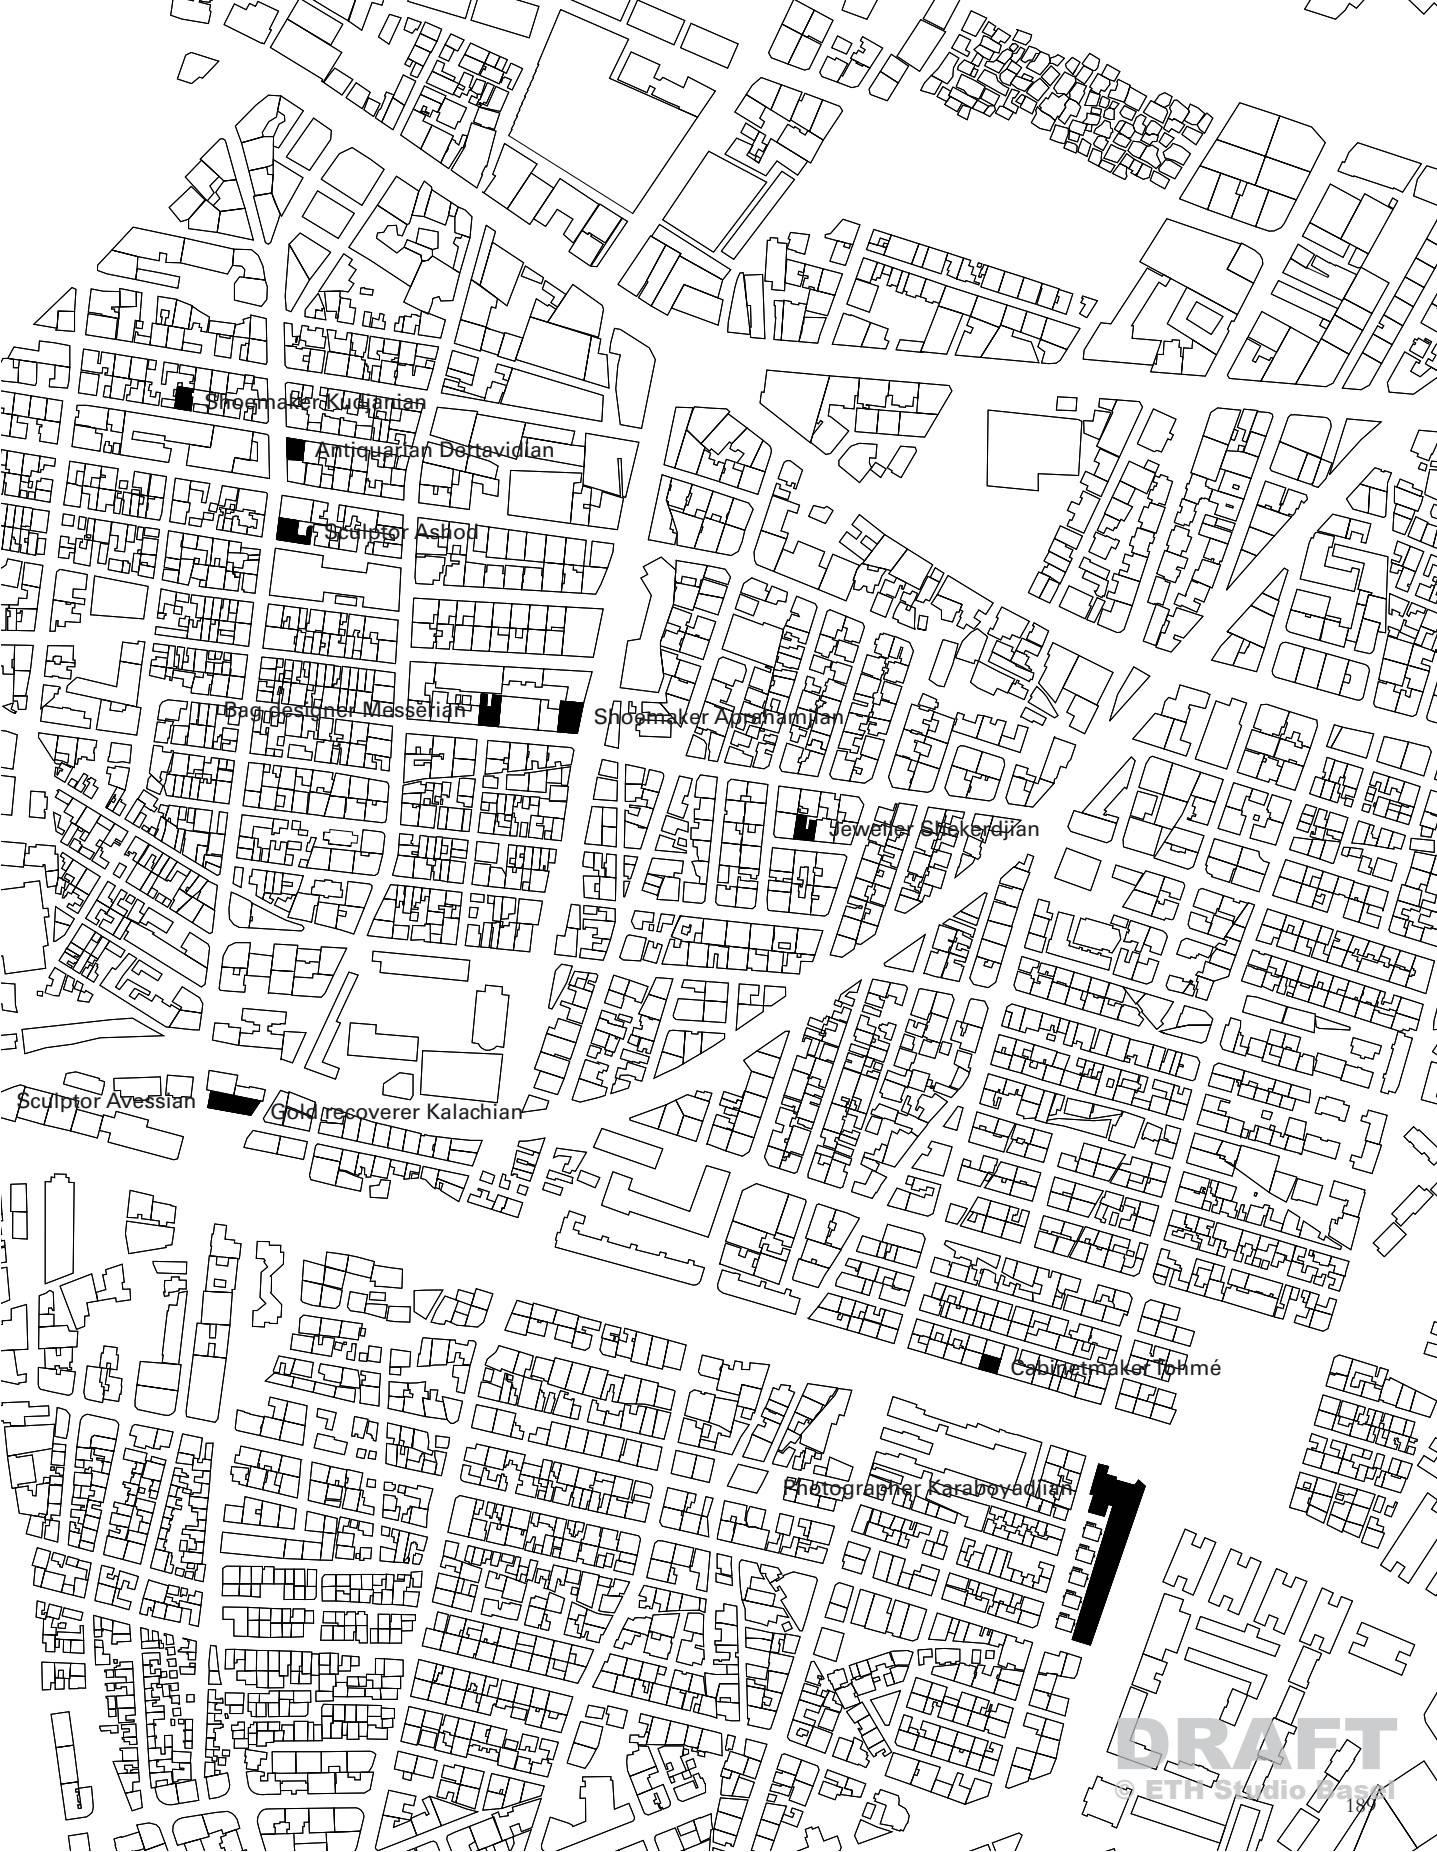 Shoemaker Kudjanian
Antiquarian Dertavidian
Sculptor Ashod
Bag designer Messerian
Shoemaker Aprahamjian
Jeweller Shekerdjian
Sculptor Avessian
Gold recoverer Kalachian
Cabinetmaker Tohmé
Photographer Karaboyadjian
DRAFT
© ETH Studio Basel
189